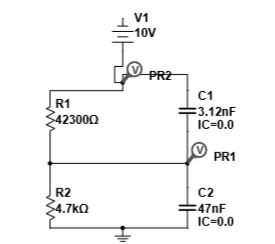 V1
10V
V
PR2
R1
42300Ω
C1
3.12nF
IC=0.0
V
PR1
R2
4.7kΩ
C2
47nF
IC=0.0